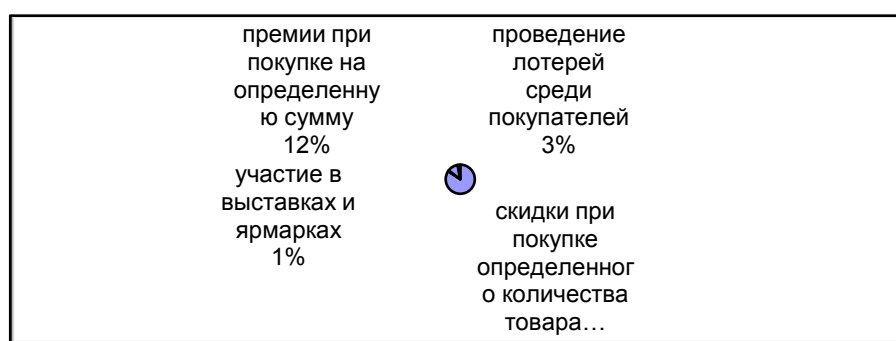 премии при
покупке на
определенну
ю сумму
12%
проведение
лотерей
среди
покупателей
3%
участие в
выставках и
ярмарках
1%
скидки при
покупке
определенног
о количества
товара…